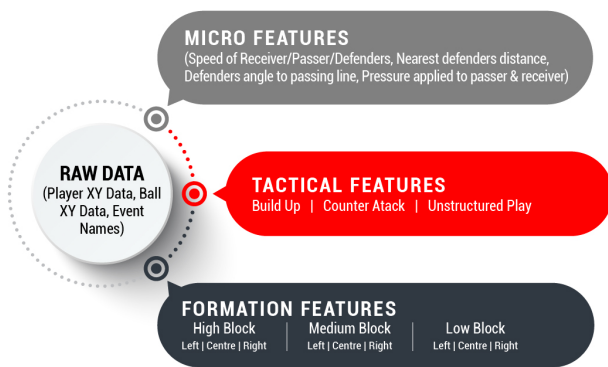 MICRO FEATURES
(Speed of Receiver/Passer/Defenders, Nearest defenders distance,
Defenders angle to passing line, Pressure applied to passer & receiver)
RAW DATA
(Player XY Data, Ball
XY Data, Event
Names)
TACTICAL FEATURES
Build Up | Counter Atack | Unstructured Play
FORMATION FEATURES
High Block Medium Block Low Block
Left | Centre | Right Left | Centre | Right Left | Centre | Right